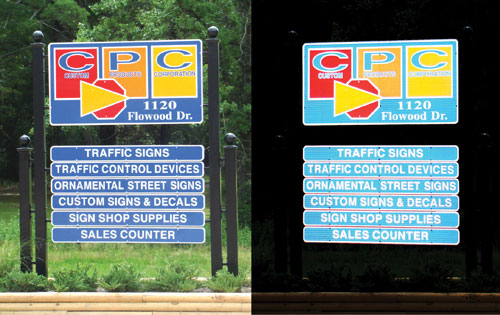 C P C
CUSTOM PRODUCTS CORPORATION
1120
Flowood Dr.
TRAFFIC SIGNS
TRAFFIC CONTROL DEVICES
ORNAMENTAL STREET SIGNS
CUSTOM SIGNS & DECALS
SIGN SHOP SUPPLIES
SALES COUNTER
C P C
CUSTOM PRODUCTS CORPORATION
1120
Flowood Dr.
TRAFFIC SIGNS
TRAFFIC CONTROL DEVICES
ORNAMENTAL STREET SIGNS
CUSTOM SIGNS & DECALS
SIGN SHOP SUPPLIES
SALES COUNTER